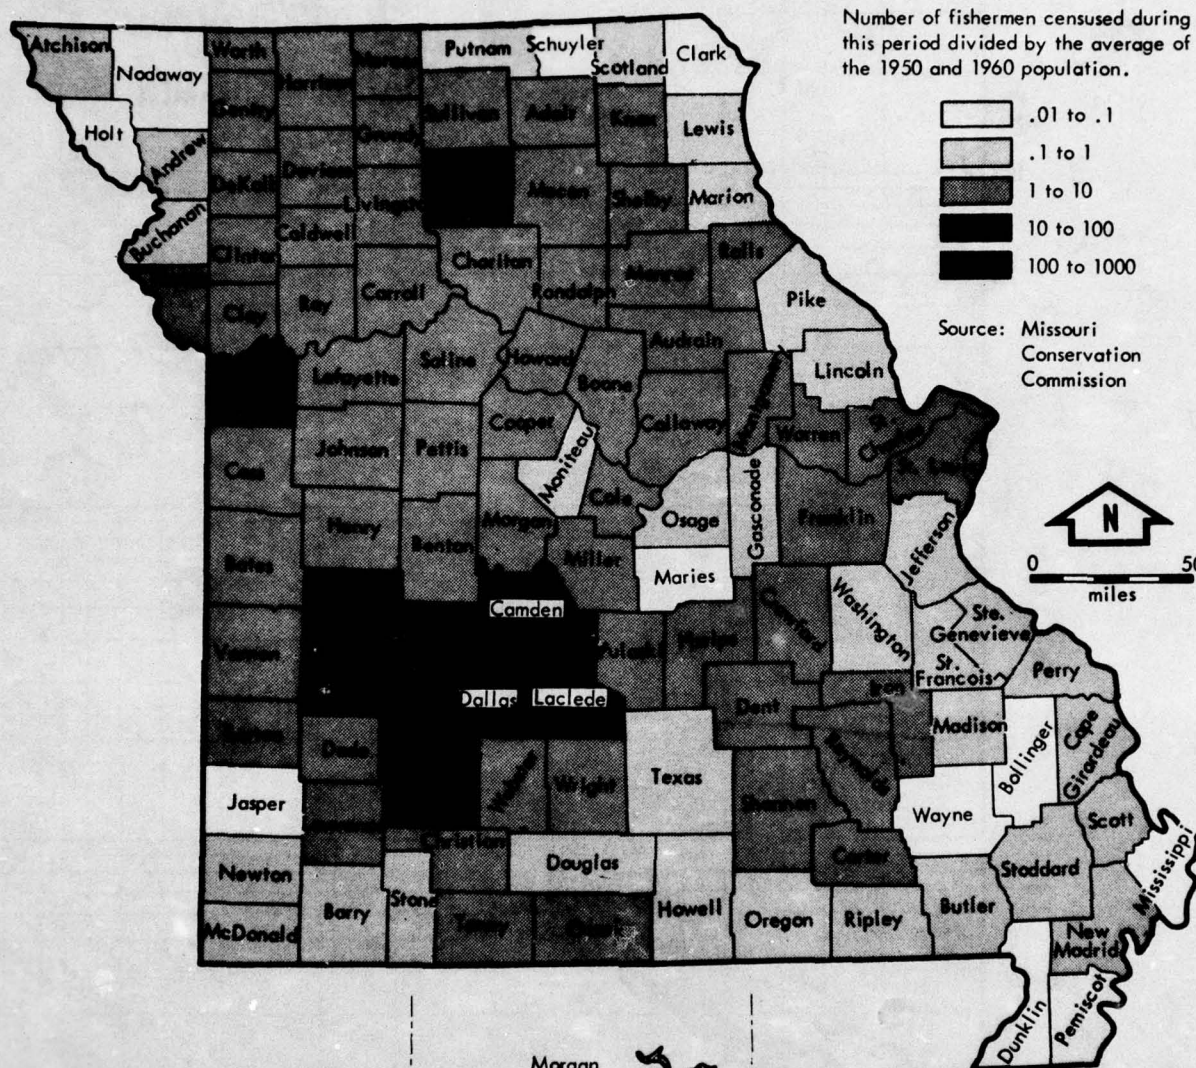 Number of fishermen censused during
this period divided by the average of
the 1950 and 1960 population.
.01 to .1
.1 to 1
1 to 10
10 to 100
100 to 1000
Source: Missouri
Conservation
Commission
N
0 50
miles
Atchison
Nodaway
Worth
Harrison
Mercer
Putnam
Schuyler
Scotland
Clark
Holt
Andrew
Gentry
Grundy
Sullivan
Adair
Knox
Lewis
DeKalb
Daviess
Livingston
Macon
Shelby
Marion
Buchanan
Clinton
Caldwell
Chariton
Randolph
Monroe
Ralls
Clay
Ray
Carroll
Pike
Lafayette
Saline
Howard
Boone
Audrain
Lincoln
Johnson
Pettis
Cooper
Moniteau
Callaway
Montgomery
Warren
St.
Charles
St. Louis
Cass
Henry
Benton
Morgan
Cole
Osage
Gasconade
Franklin
Jefferson
Bates
Miller
Maries
Camden
Vernon
Pulaski
Phelps
Crawford
Washington
Ste.
Genevieve
St.
Francois
Perry
Dallas
Laclede
Dent
Iron
Madison
Bollinger
Cape
Girardeau
Barton
Dade
Webster
Wright
Texas
Shannon
Reynolds
Wayne
Scott
Mississippi
Jasper
Lawrence
Christian
Douglas
Carter
Stoddard
Newton
Barry
Stone
Taney
Ozark
Howell
Oregon
Ripley
Butler
New
Madrid
McDonald
Dunklin
Pemiscot
Morgan